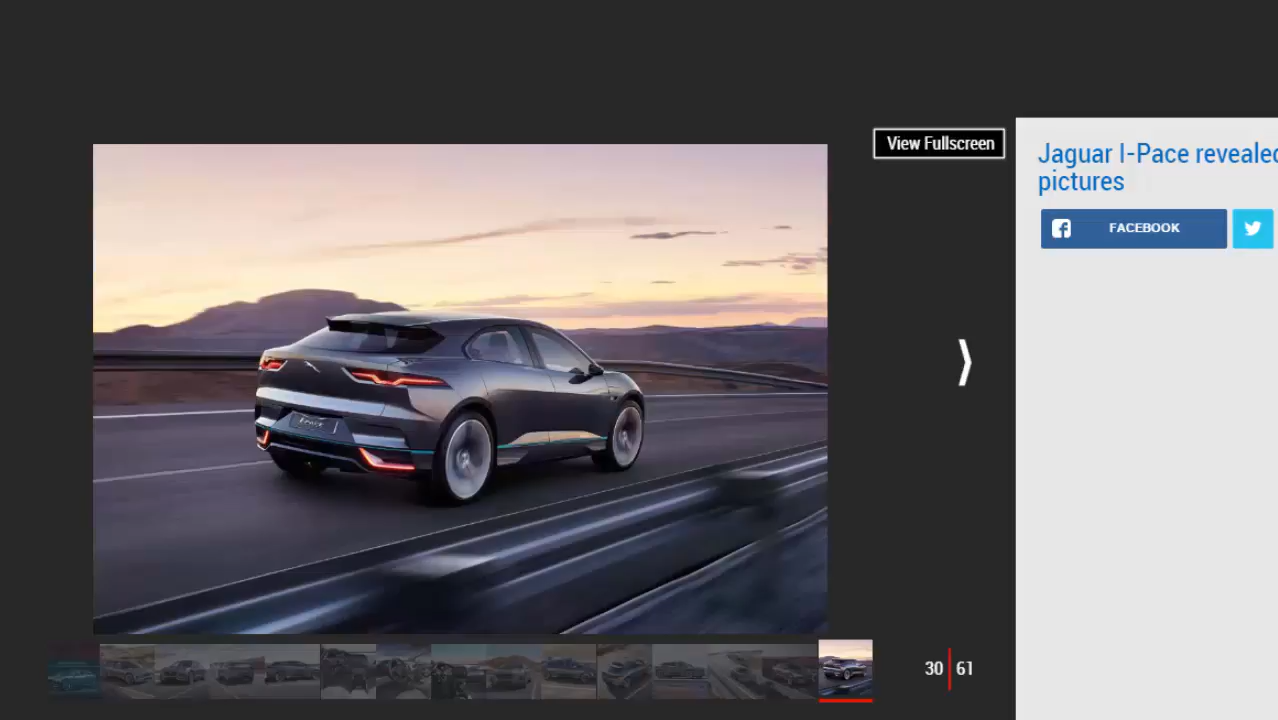 View Fullscreen
Jaguar I-Pace revealed
pictures
FACEBOOK
30 61